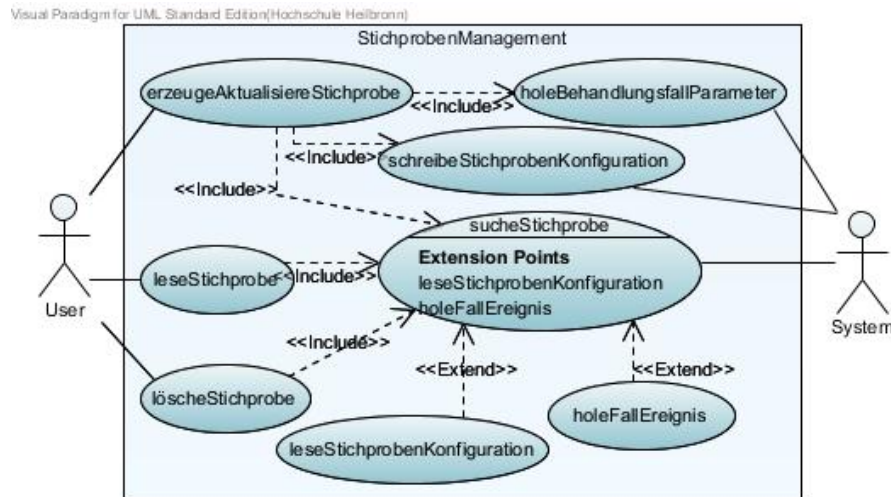 Visual Paradigm for UML Standard Edition(Hochschule Heilbronn)
StichprobenManagement
erzeugeAktualisiereStichprobe
<<Include>>
holeBehandlungsfallParameter
<<Include>>
schreibeStichprobenKonfiguration
<<Include>>
sucheStichprobe
Extension Points
leseStichprobenKonfiguration
holeFallEreignis
leseStichprobe
<<Include>>
User
System
<<Include>>
löscheStichprobe
<<Extend>>
<<Extend>>
holeFallEreignis
leseStichprobenKonfiguration